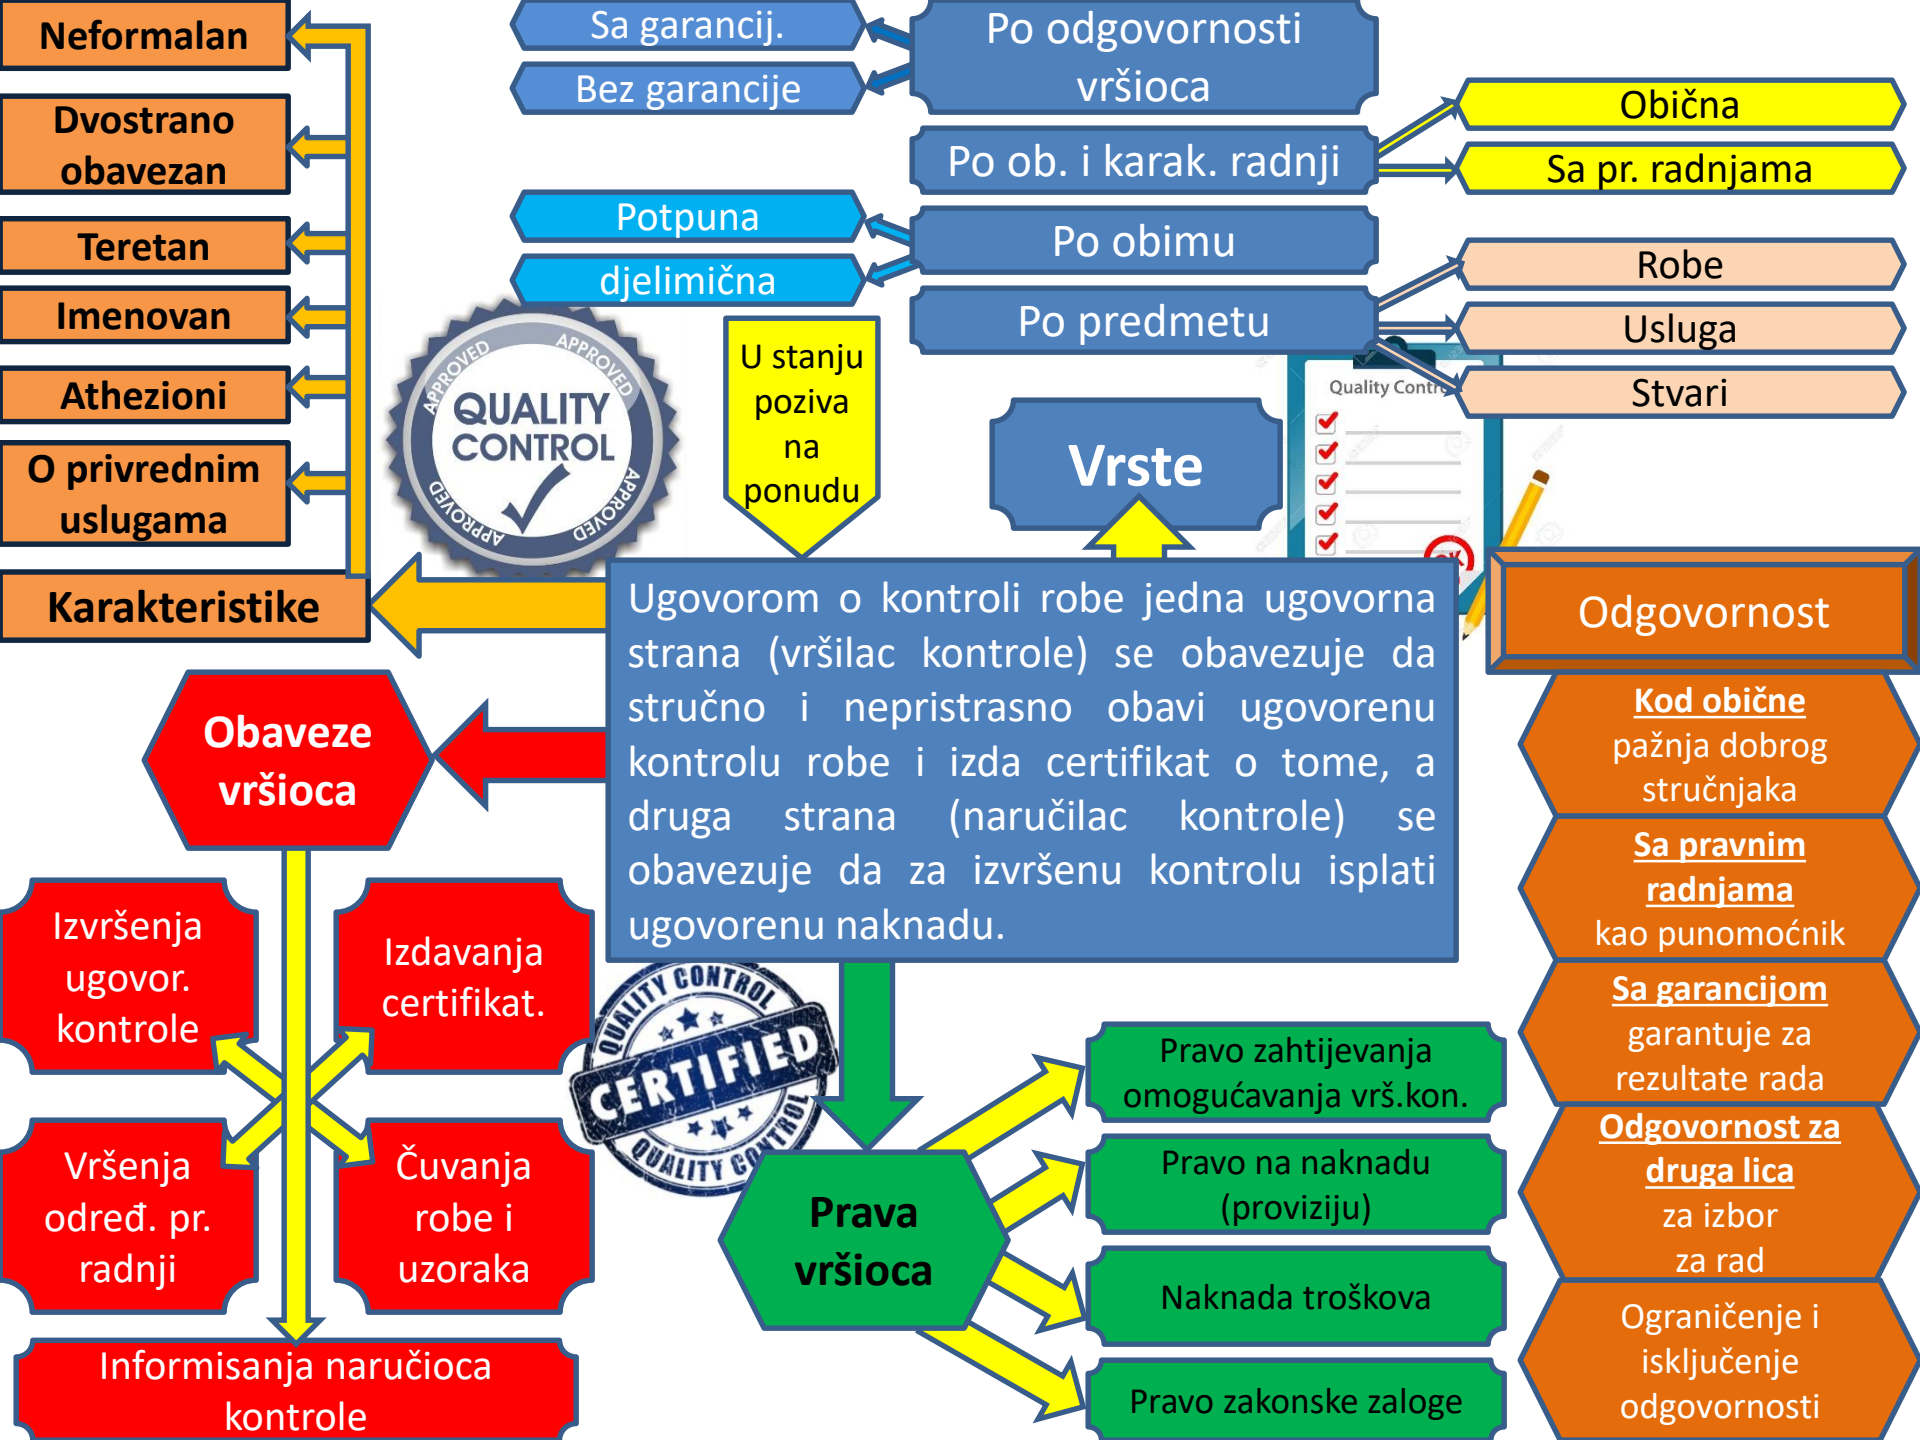 Neformalan
Dvostrano
obavezan
Teretan
Imenovan
Athezioni
O privrednim
uslugama
Karakteristike
Sa garancij.
Bez garancije
Po odgovornosti
vršioca
Po ob. i karak. radnji
Obična
Sa pr. radnjama
Potpuna
djelimična
Po obimu
Po predmetu
Robe
Usluga
Stvari
U stanju
poziva
na
ponudu
Vrste
APPROVED
APPROVED
QUALITY
CONTROL
APPROVED
APPROVED
APPROVED
Quality Contr
OK
Ugovorom o kontroli robe jedna ugovorna
strana (vršilac kontrole) se obavezuje da
stručno i nepristrasno obavi ugovorenu
kontrolu robe i izda certifikat o tome, a
druga strana (naručilac kontrole) se
obavezuje da za izvršenu kontrolu isplati
ugovorenu naknadu.
Odgovornost
Kod obične
pažnja dobrog
stručnjaka
Sa pravnim
radnjama
kao punomoćnik
Sa garancijom
garantuje za
rezultate rada
Odgovornost za
druga lica
za izbor
za rad
Ograničenje i
isključenje
odgovornosti
Obaveze
vršioca
Izvršenja
ugovor.
kontrole
Izdavanja
certifikat.
Vršenja
određ. pr.
radnji
Čuvanja
robe i
uzoraka
Informisanja naručioca
kontrole
QUALITY CONTROL
CERTIFIED
QUALITY CONTROL
Prava
vršioca
Pravo zahtijevanja
omogućavanja vrš.kon.
Pravo na naknadu
(proviziju)
Naknada troškova
Pravo zakonske zaloge